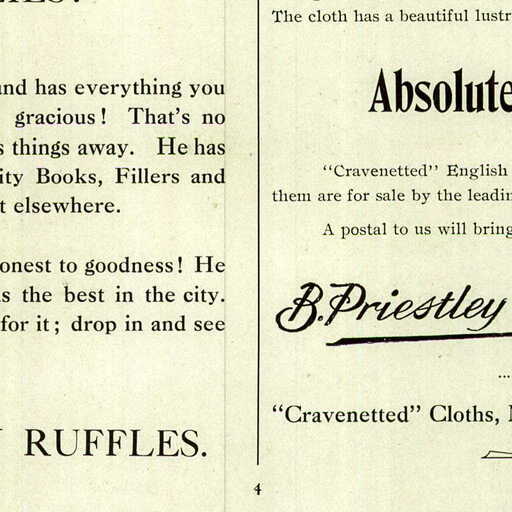 und has everything you
gracious! That's no
s things away. He has
ity Books, Fillers and
t elsewhere.
onest to goodness! He
s the best in the city.
for it; drop in and see
RUFFLES.
The cloth has a beautiful lustr
Absolute
"Cravenetted" English
them are for sale by the leadin
A postal to us will bring
B. Priestley
"Cravenetted" Cloths,
4